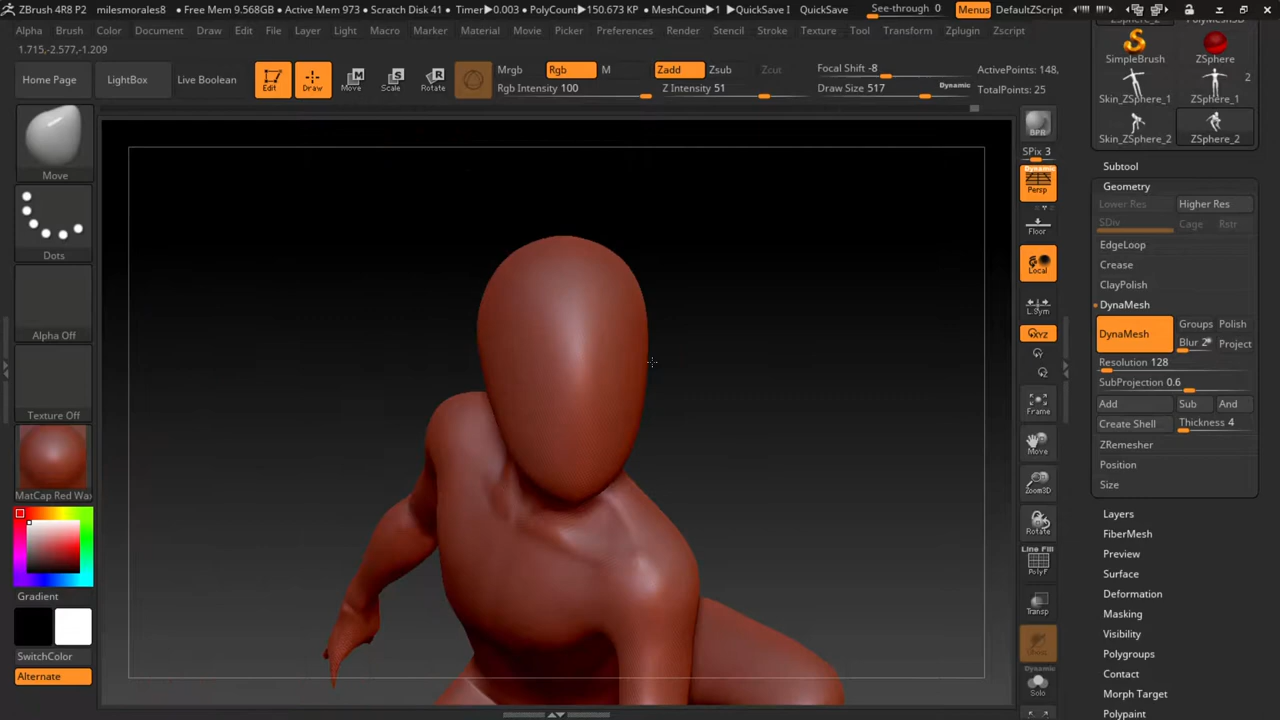 ZBrush 4R8 P2 milesmorales8 • Free Mem 9.568GB • Active Mem 973 • Scratch Disk 41 • Timer▶0.003 • PolyCount▶150.673 KP • MeshCount▶1 ▶QuickSave I QuickSave See-through 0 Menus DefaultZScript
Alpha Brush Color Document Draw Edit File Layer Light Macro Marker Material Movie Picker Preferences Render Stencil Stroke Texture Tool Transform Zplugin Zscript
1.715,-2.577,-1.209
Home Page LightBox Live Boolean Edit Draw Move Scale Rotate
Mrgb Rgb M Zadd Zsub Zcut Focal Shift -8 ActivePoints: 148,
Rgb Intensity 100 Z Intensity 51 Draw Size 517 Dynamic TotalPoints: 25
Move
Dots
Alpha Off
Texture Off
MatCap Red Wax
Gradient
SwitchColor
Alternate
BPR
SPix 3
Dynamic
Persp
Floor
Local
L.Sym
XYZ
Frame
Move
Zoom3D
Rotate
Line Fill
PolyF
Transp
Ghost
Dynamic
Solo
ZSphere_2 PolyMesh3D
SimpleBrush ZSphere
2
Skin_ZSphere_1 ZSphere_1
Skin_ZSphere_2 ZSphere_2
Subtool
Geometry
Lower Res Higher Res
SDiv Cage Rstr
EdgeLoop
Crease
ClayPolish
DynaMesh
DynaMesh Groups Polish
Blur 2 Project
Resolution 128
SubProjection 0.6
Add Sub And
Create Shell Thickness 4
ZRemesher
Position
Size
Layers
FiberMesh
Preview
Surface
Deformation
Masking
Visibility
Polygroups
Contact
Morph Target
Polypaint